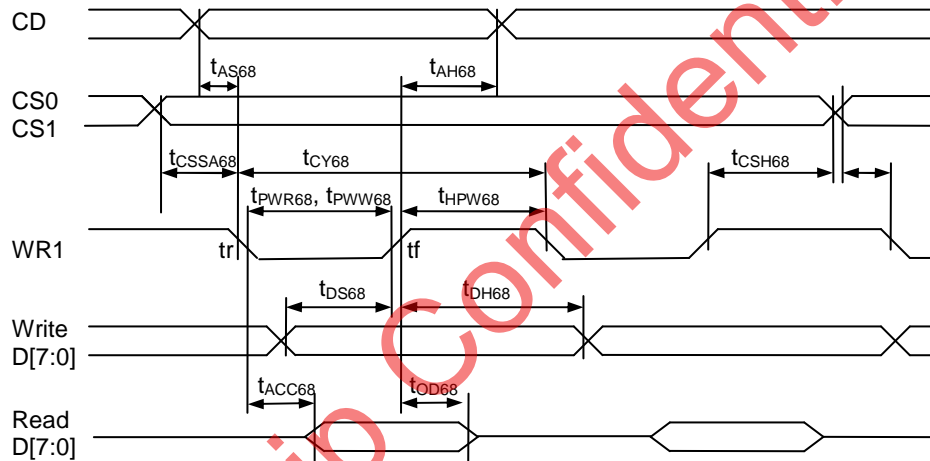 CD
tAS68 tAH68
CS0
CS1
tCSSA68 tCY68 tCSH68
tPWR68, tPWW68 tHPW68
WR1 tr tf
tDS68 tDH68
Write
D[7:0]
tACC68 tOD68
Read
D[7:0]
ip Confident